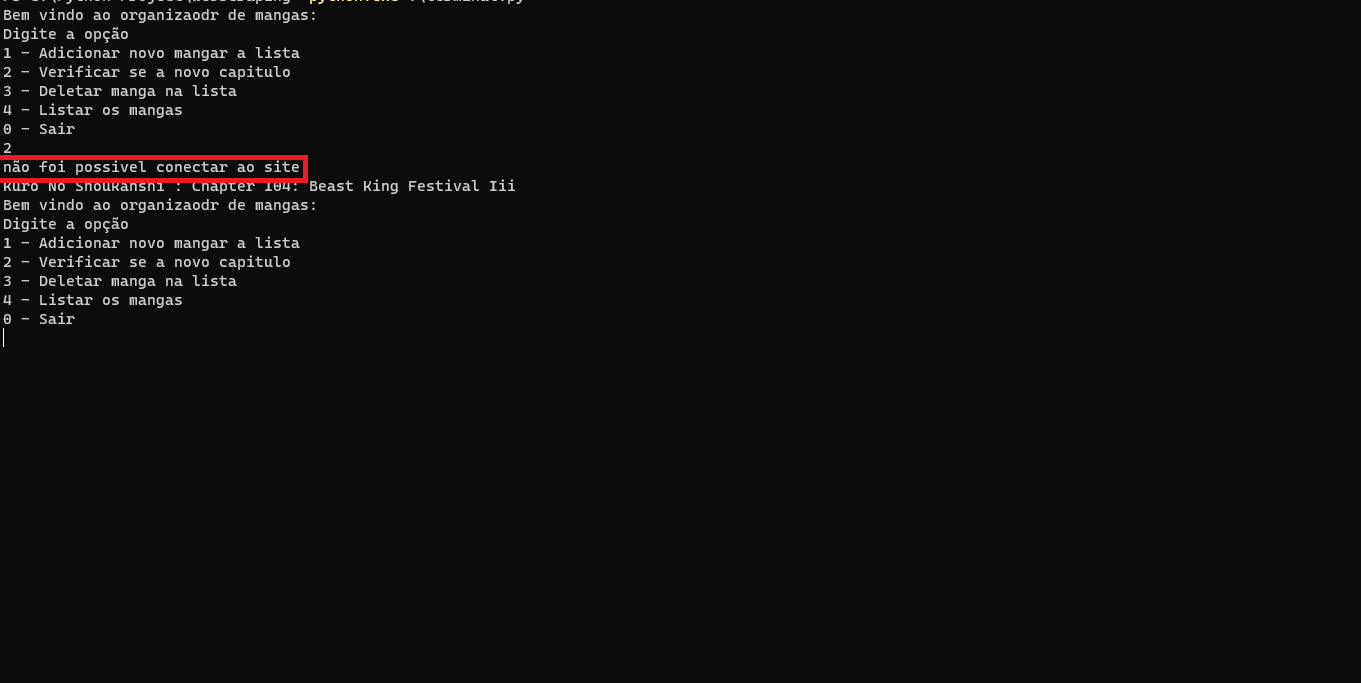 Bem vindo ao organizaodr de mangas:
Digite a opção
1 - Adicionar novo mangar a lista
2 - Verificar se a novo capitulo
3 - Deletar manga na lista
4 - Listar os mangas
0 - Sair
2
não foi possivel conectar ao site
Kuro No Shoukanshi : Chapter 104: Beast King Festival Iii
Bem vindo ao organizaodr de mangas:
Digite a opção
1 - Adicionar novo mangar a lista
2 - Verificar se a novo capitulo
3 - Deletar manga na lista
4 - Listar os mangas
0 - Sair